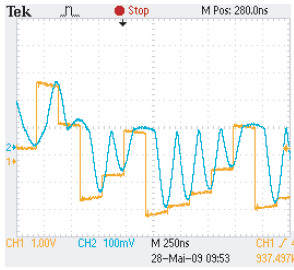 Tek Stop M Pos: 280.0ns
2
1
CH1 1.00V CH2 100mV M 250ns CH1
28-Mai-09 09:53 937.497k